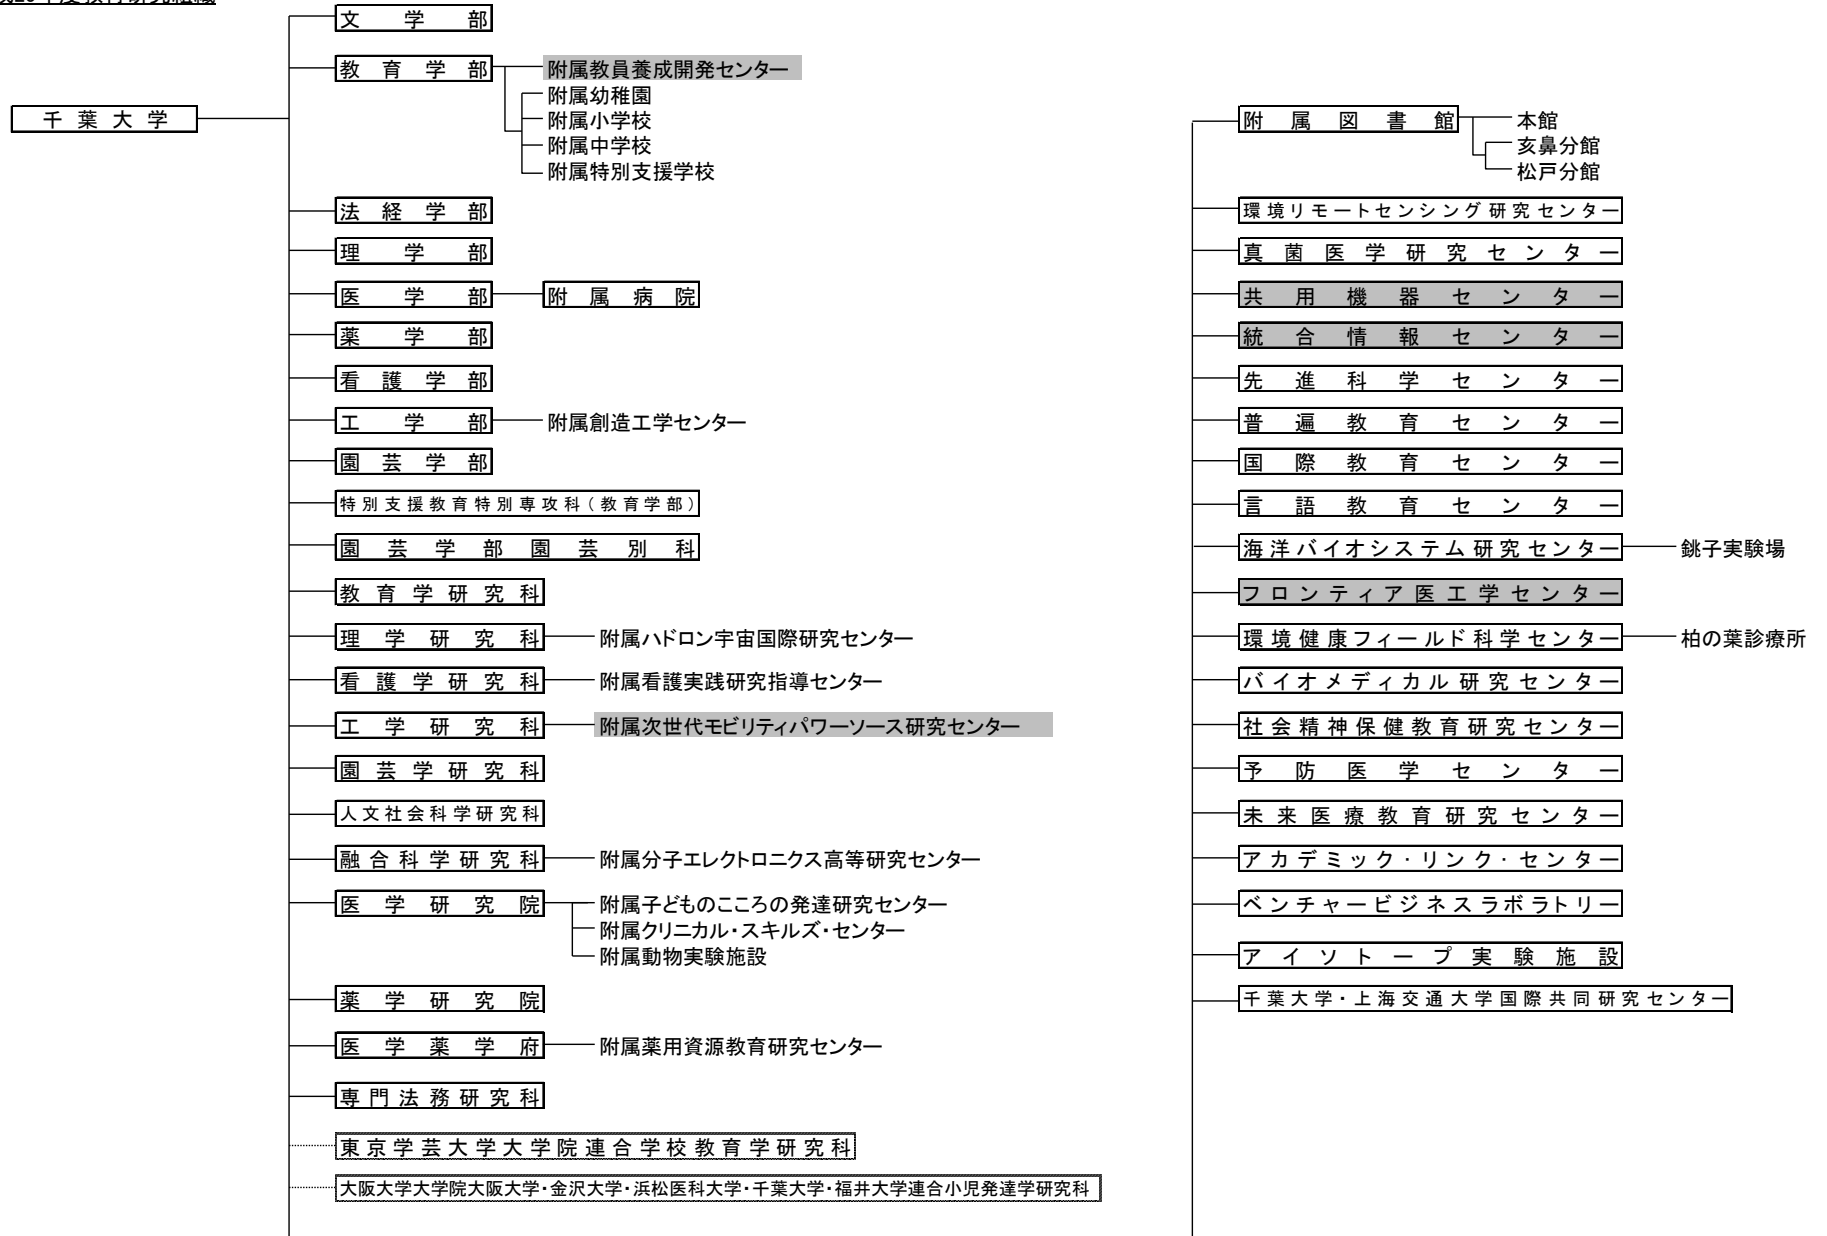 文学部
教育学部
附属教員養成開発センター
附属幼稚園
附属小学校
附属中学校
附属特別支援学校
千葉大学
法経学部
理学部
医学部
附属病院
薬学部
看護学部
工学部
附属創造工学センター
園芸学部
特別支援教育特別専攻科(教育学部)
園芸学部園芸別科
教育学研究科
理学研究科
附属ハドロン宇宙国際研究センター
看護学研究科
附属看護実践研究指導センター
工学研究科
附属次世代モビリティパワーソース研究センター
園芸学研究科
人文社会科学研究科
融合科学研究科
附属分子エレクトロニクス高等研究センター
医学研究院
附属子どものこころの発達研究センター
附属クリニカル・スキルズ・センター
附属動物実験施設
薬学研究院
医学薬学府
附属薬用資源教育研究センター
専門法務研究科
東京学芸大学大学院連合学校教育学研究科
大阪大学大学院大阪大学・金沢大学・浜松医科大学・千葉大学・福井大学連合小児発達学研究科
附属図書館
本館
亥鼻分館
松戸分館
環境リモートセンシング研究センター
真菌医学研究センター
共用機器センター
統合情報センター
先進科学センター
普遍教育センター
国際教育センター
言語教育センター
海洋バイオシステム研究センター
銚子実験場
フロンティア医工学センター
環境健康フィールド科学センター
柏の葉診療所
バイオメディカル研究センター
社会精神保健教育研究センター
予防医学センター
未来医療教育研究センター
アカデミック・リンク・センター
ベンチャービジネスラボラトリー
アイソトープ実験施設
千葉大学・上海交通大学国際共同研究センター